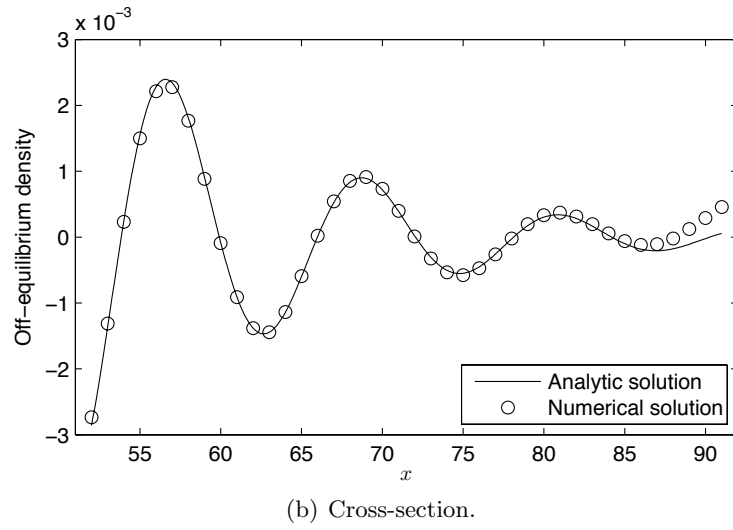 x 10⁻³
3
2
1
0
−1
−2
−3
Off-equilibrium density
55 60 65 70 75 80 85 90
x
Analytic solution
Numerical solution
(b) Cross-section.